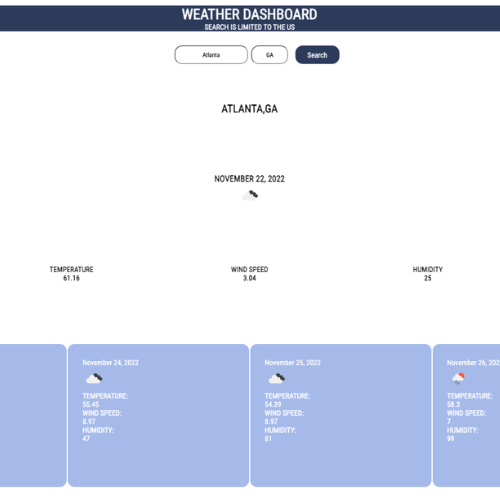 WEATHER DASHBOARD
SEARCH IS LIMITED TO THE US
Atlanta GA Search
ATLANTA,GA
NOVEMBER 22, 2022
TEMPERATURE WIND SPEED HUMIDITY
61.16 3.04 25
November 24, 2022
TEMPERATURE:
55.45
WIND SPEED:
8.97
HUMIDITY:
47
November 25, 2022
TEMPERATURE:
54.39
WIND SPEED:
8.97
HUMIDITY:
81
November 26, 202
TEMPERATURE:
58.3
WIND SPEED:
7
HUMIDITY:
98